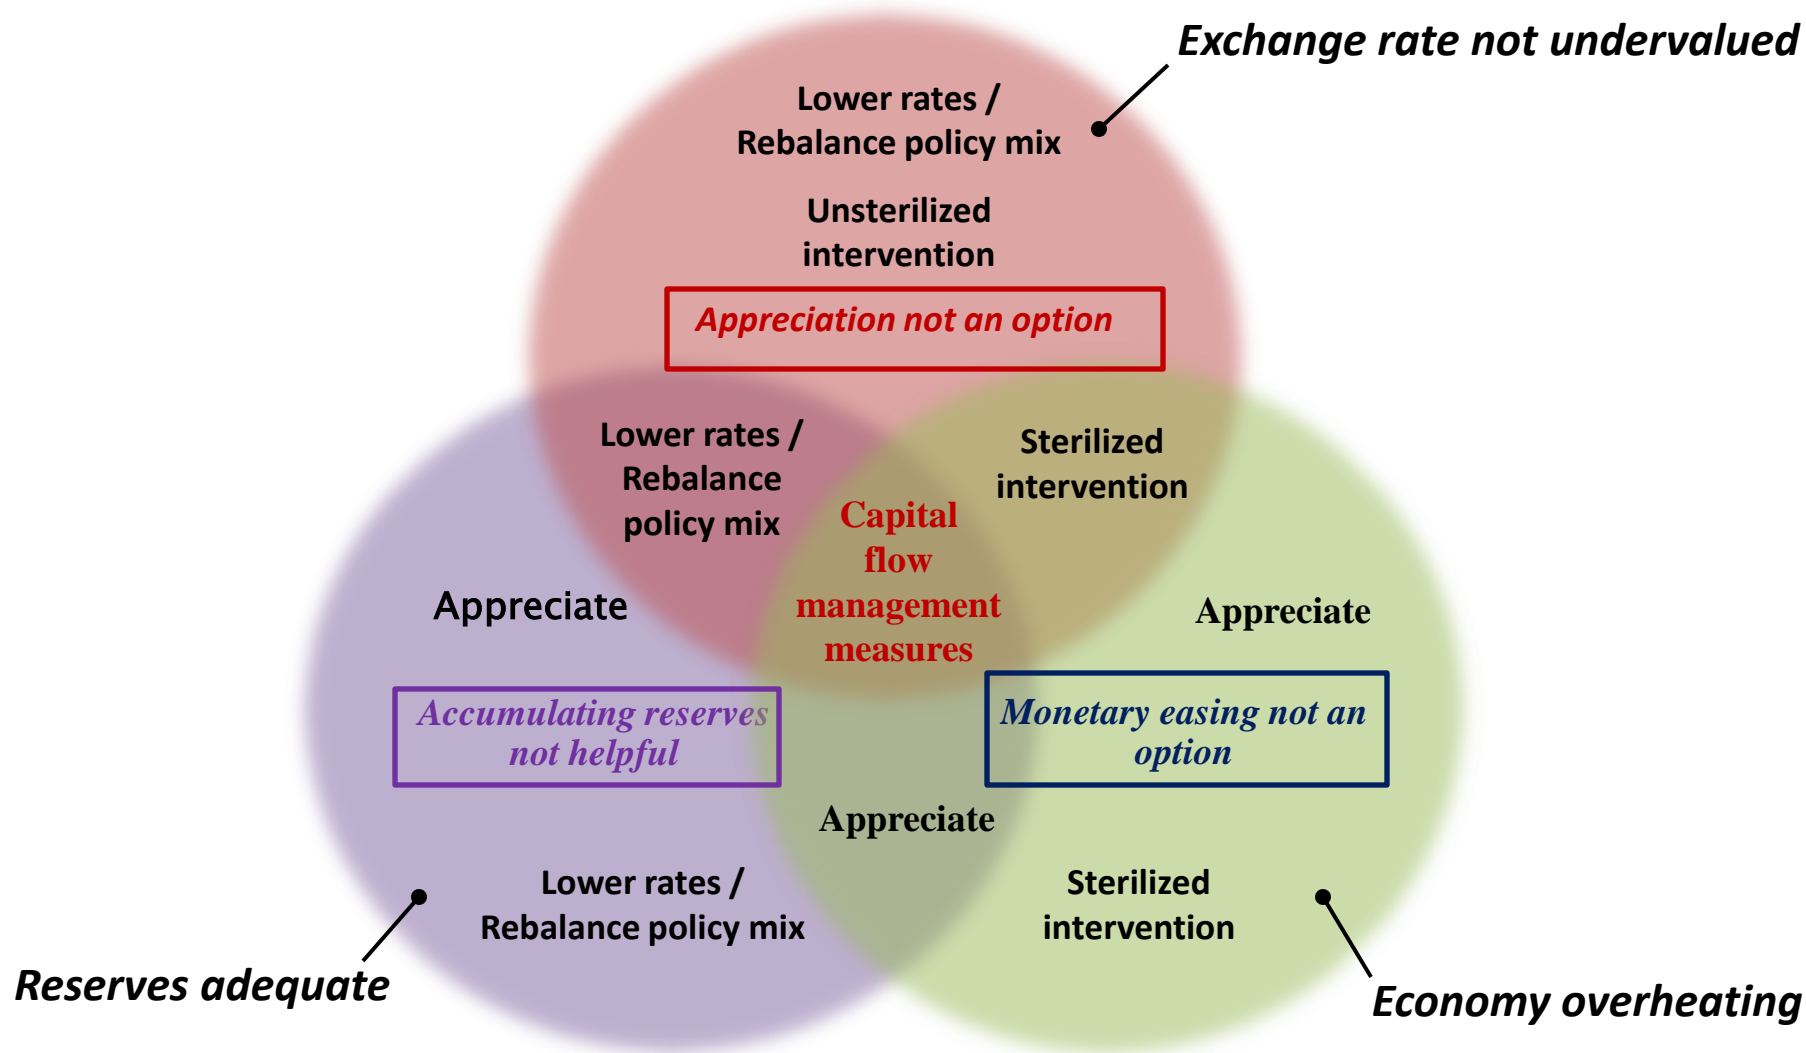 Exchange rate not undervalued
Lower rates /
Rebalance policy mix
Unsterilized
intervention
Appreciation not an option
Lower rates /
Rebalance
policy mix
Sterilized
intervention
Capital
flow
management
measures
Appreciate
Appreciate
Accumulating reserves
not helpful
Monetary easing not an
option
Appreciate
Lower rates /
Rebalance policy mix
Sterilized
intervention
Reserves adequate
Economy overheating